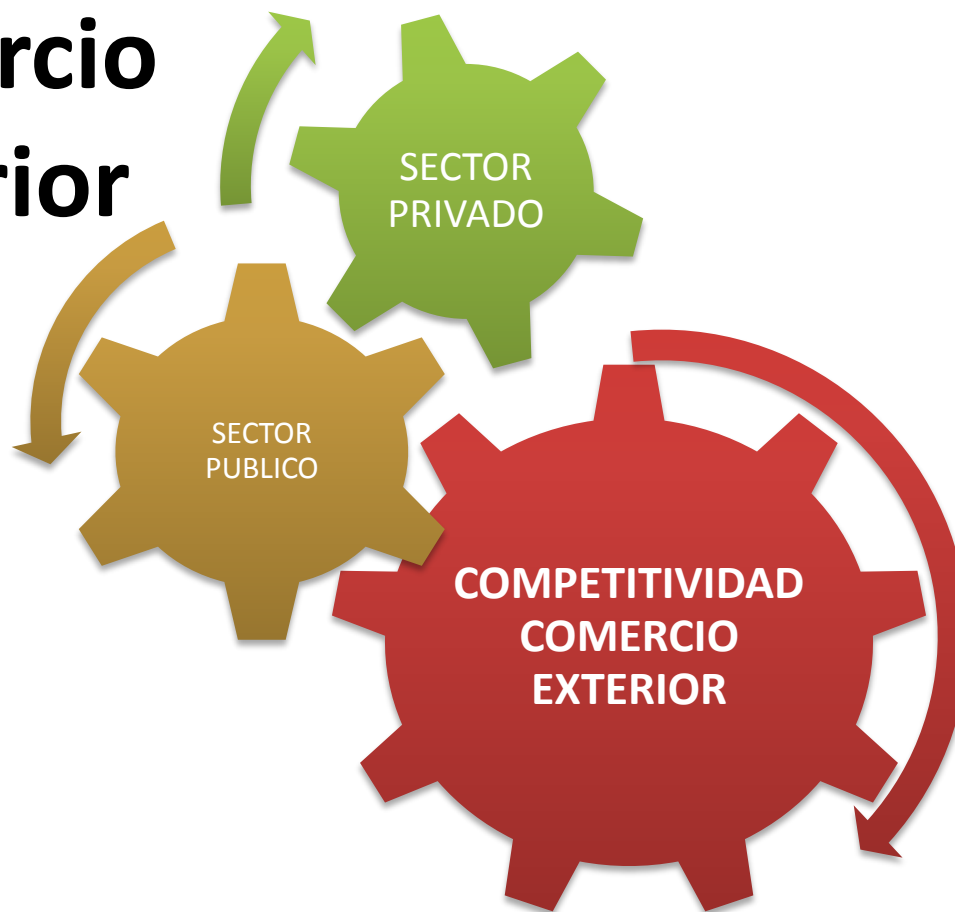 rcio
rior
SECTOR
PRIVADO
SECTOR
PUBLICO
COMPETITIVIDAD
COMERCIO
EXTERIOR